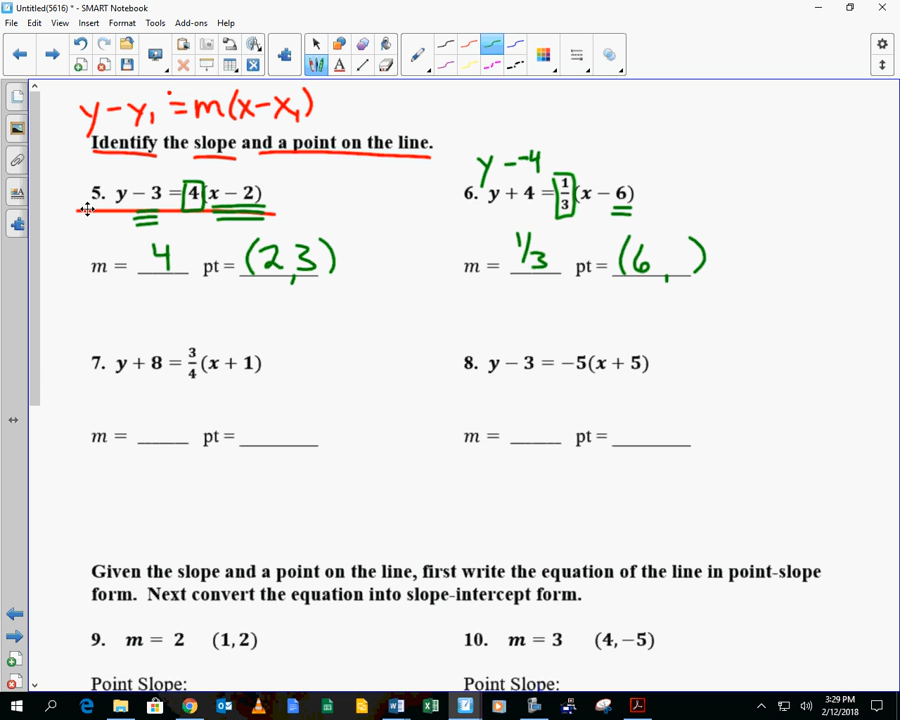 Untitled(5616) * - SMART Notebook
File Edit View Insert Format Tools Add-ons Help
y - y₁ = m(x - x₁)
Identify the slope and a point on the line.
y - -4
5. y − 3 = 4(x − 2)
6. y + 4 = 1/3(x − 6)
m = 4 pt = (2,3)
m = 1/3 pt = (6, )
7. y + 8 = 3/4(x + 1)
8. y − 3 = −5(x + 5)
m = ______ pt = _________
m = ______ pt = _________
Given the slope and a point on the line, first write the equation of the line in point-slope
form. Next convert the equation into slope-intercept form.
9. m = 2 (1,2)
10. m = 3 (4,−5)
Point Slope:
Point Slope:
3:29 PM
2/12/2018